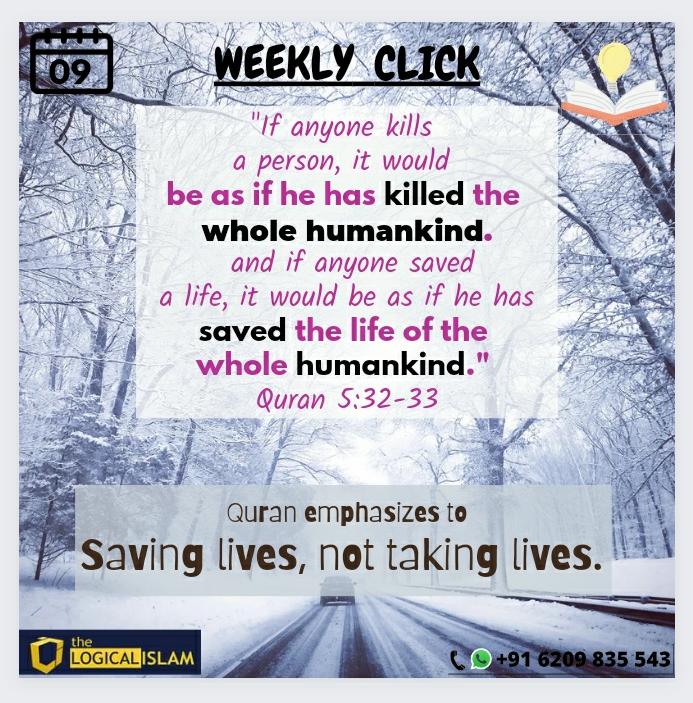 09
WEEKLY CLICK
"If anyone kills
a person, it would
be as if he has killed the
whole humankind.
and if anyone saved
a life, it would be as if he has
saved the life of the
whole humankind."
Quran 5:32-33
Quran emphasizes to
Saving lives, not taking lives.
the
LOGICAL ISLAM
+91 6209 835 543